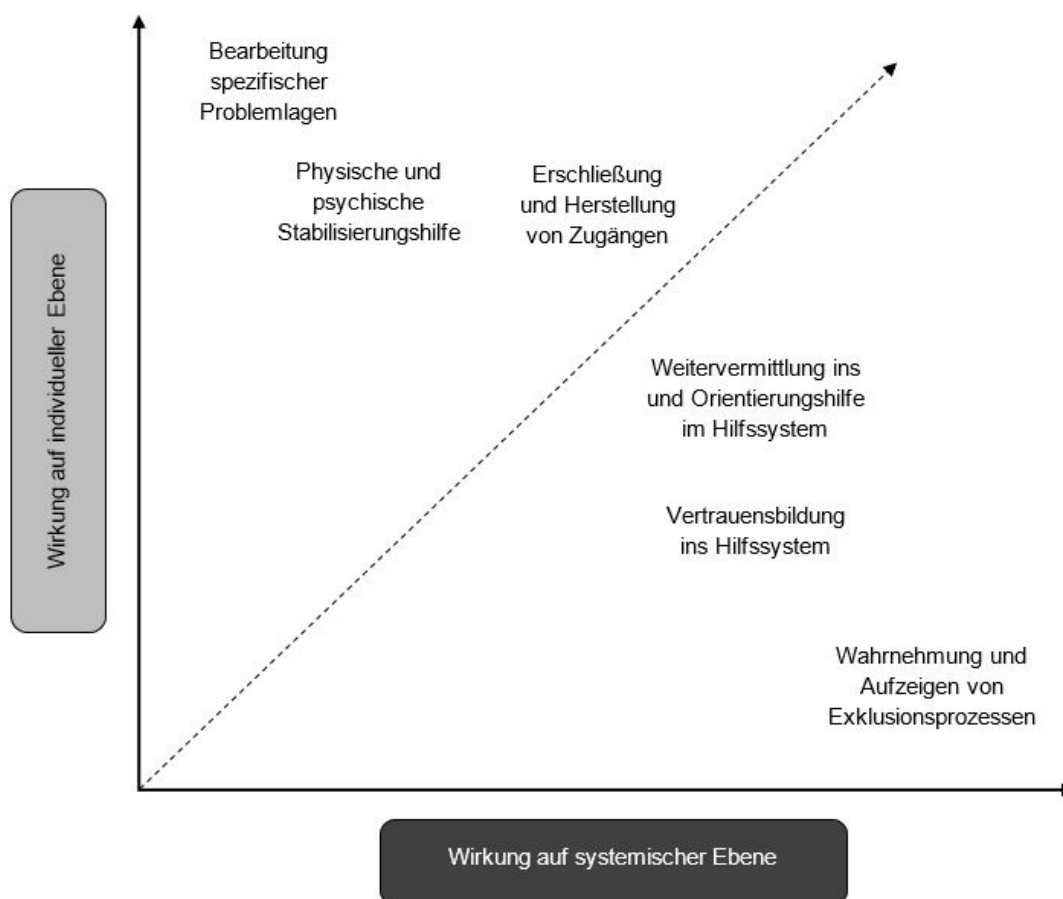 Bearbeitung
spezifischer
Problemlagen
Physische und
psychische
Stabilisierungshilfe
Erschließung
und Herstellung
von Zugängen
Wirkung auf individueller Ebene
Weitervermittlung ins
und Orientierungshilfe
im Hilfssystem
Vertrauensbildung
ins Hilfssystem
Wahrnehmung und
Aufzeigen von
Exklusionsprozessen
Wirkung auf systemischer Ebene